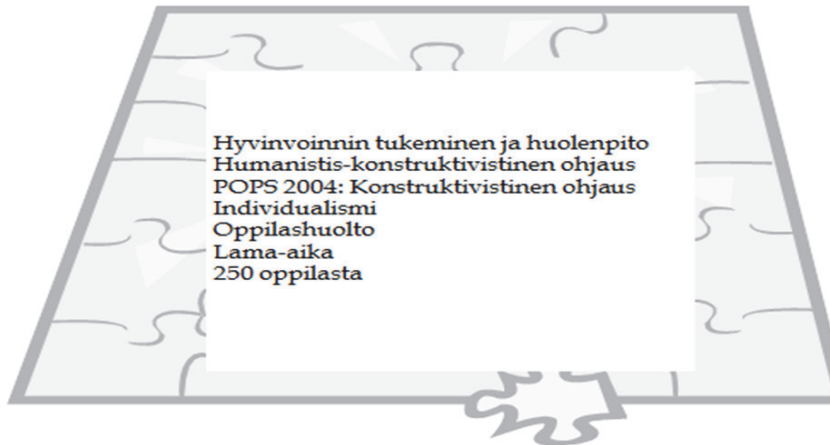 Hyvinvoinnin tukeminen ja huolenpito
Humanistis-konstruktivistinen ohjaus
POPS 2004: Konstruktivistinen ohjaus
Individualismi
Oppilashuolto
Lama-aika
250 oppilasta